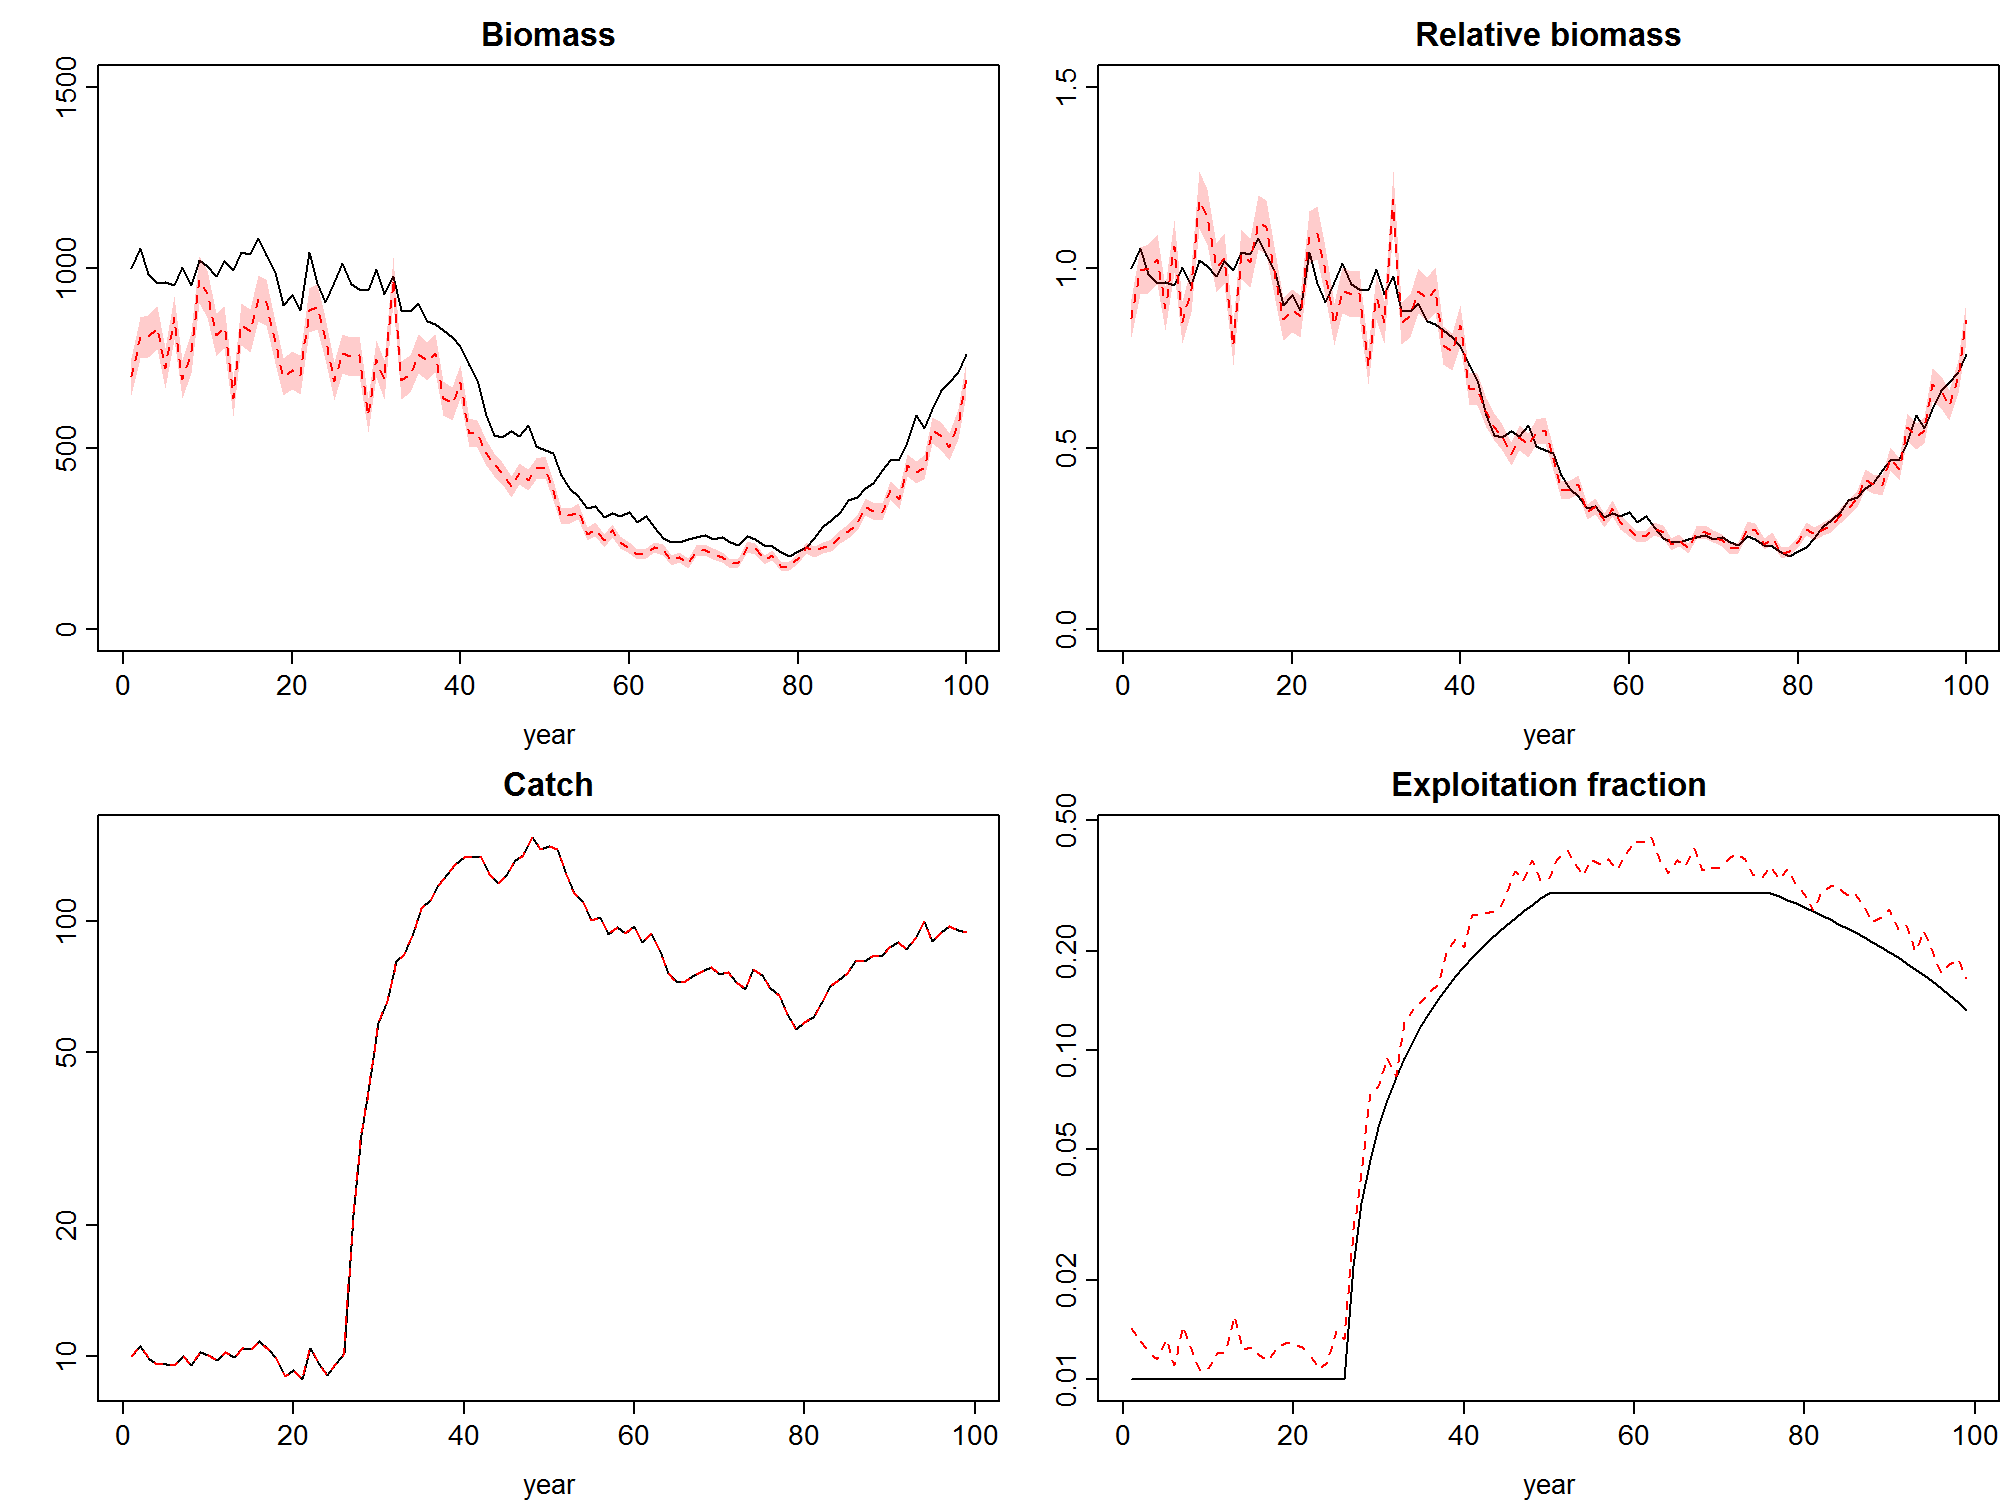 Biomass
1500
1000
500
0
0 20 40 60 80 100
year
Relative biomass
1.5
1.0
0.5
0.0
0 20 40 60 80 100
year
Catch
100
50
20
10
0 20 40 60 80 100
year
Exploitation fraction
0.50
0.20
0.10
0.05
0.02
0.01
0 20 40 60 80 100
year